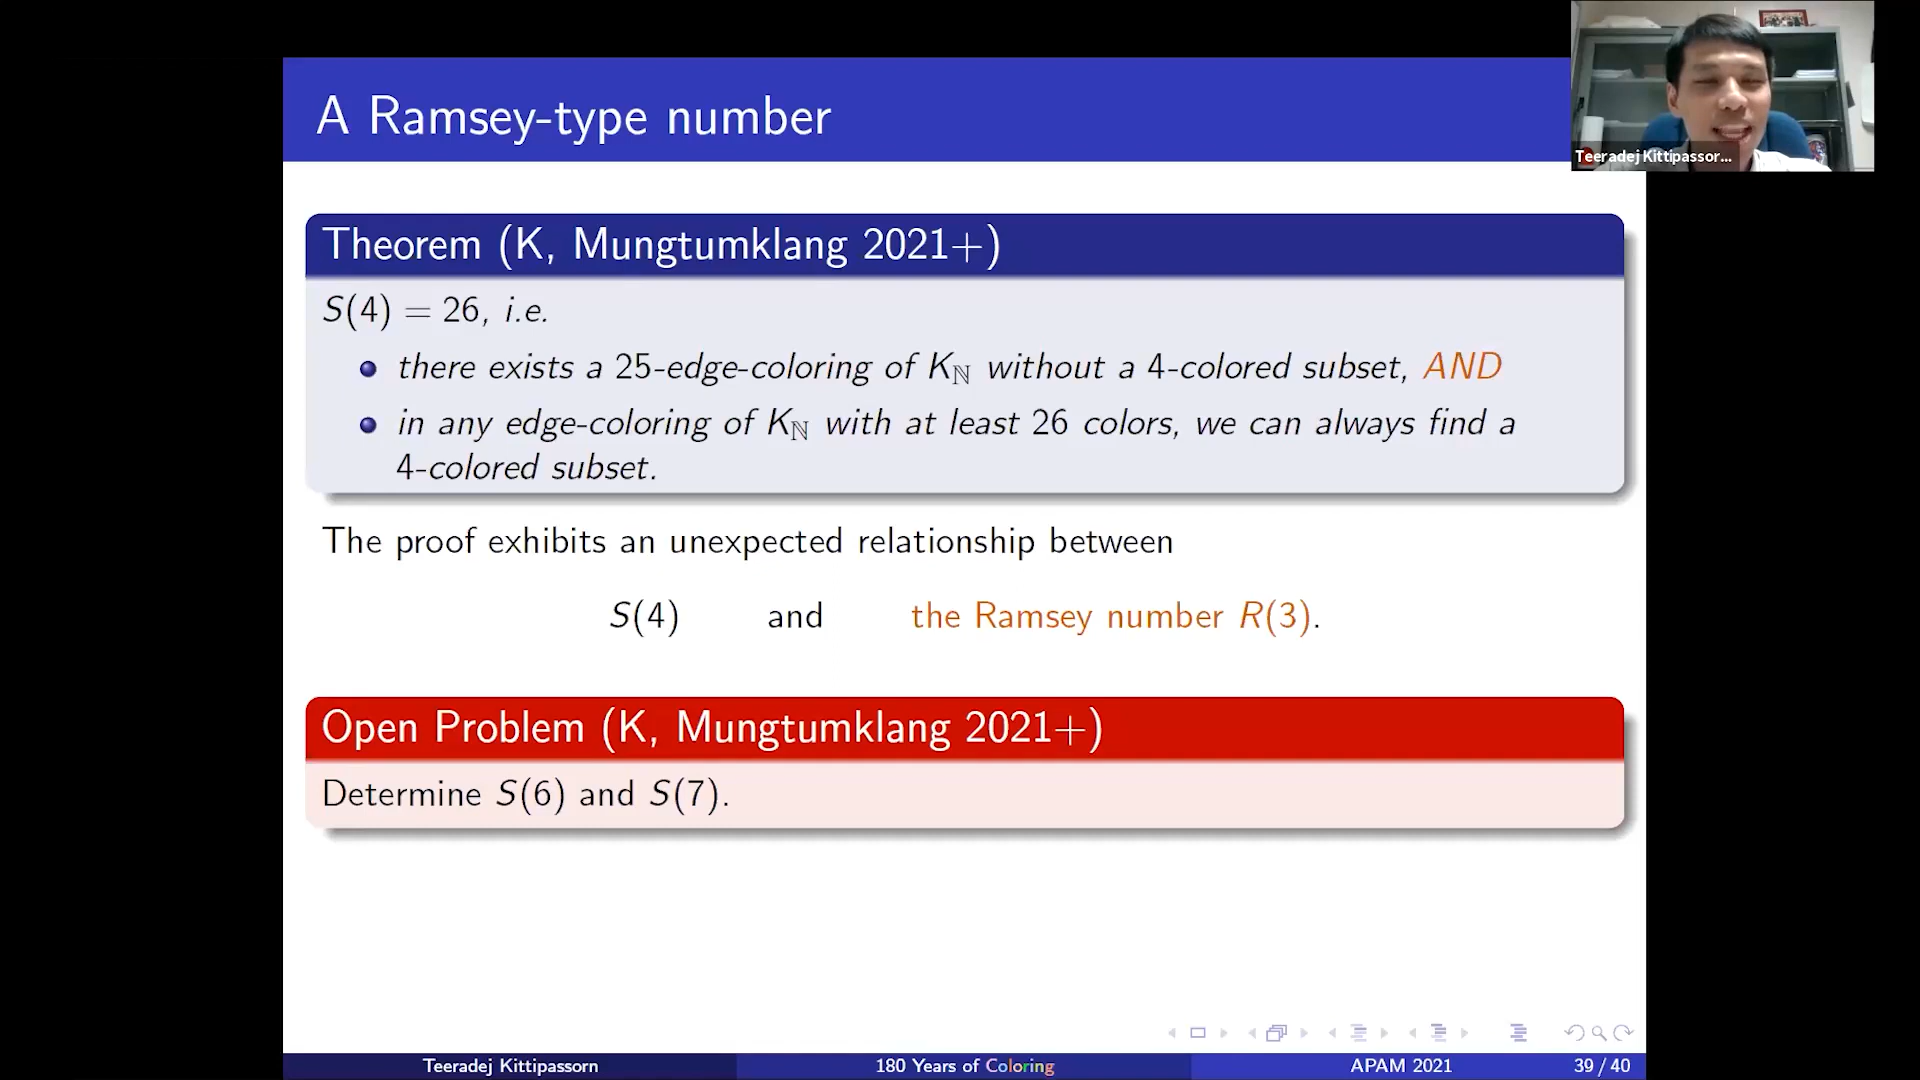 A Ramsey-type number
Teeradej Kittipassor...
Theorem (K, Mungtumklang 2021+)
S(4) = 26, i.e.
there exists a 25-edge-coloring of Kℕ without a 4-colored subset, AND
in any edge-coloring of Kℕ with at least 26 colors, we can always find a
4-colored subset.
The proof exhibits an unexpected relationship between
S(4) and the Ramsey number R(3).
Open Problem (K, Mungtumklang 2021+)
Determine S(6) and S(7).
Teeradej Kittipassorn 180 Years of Coloring APAM 2021 39 / 40